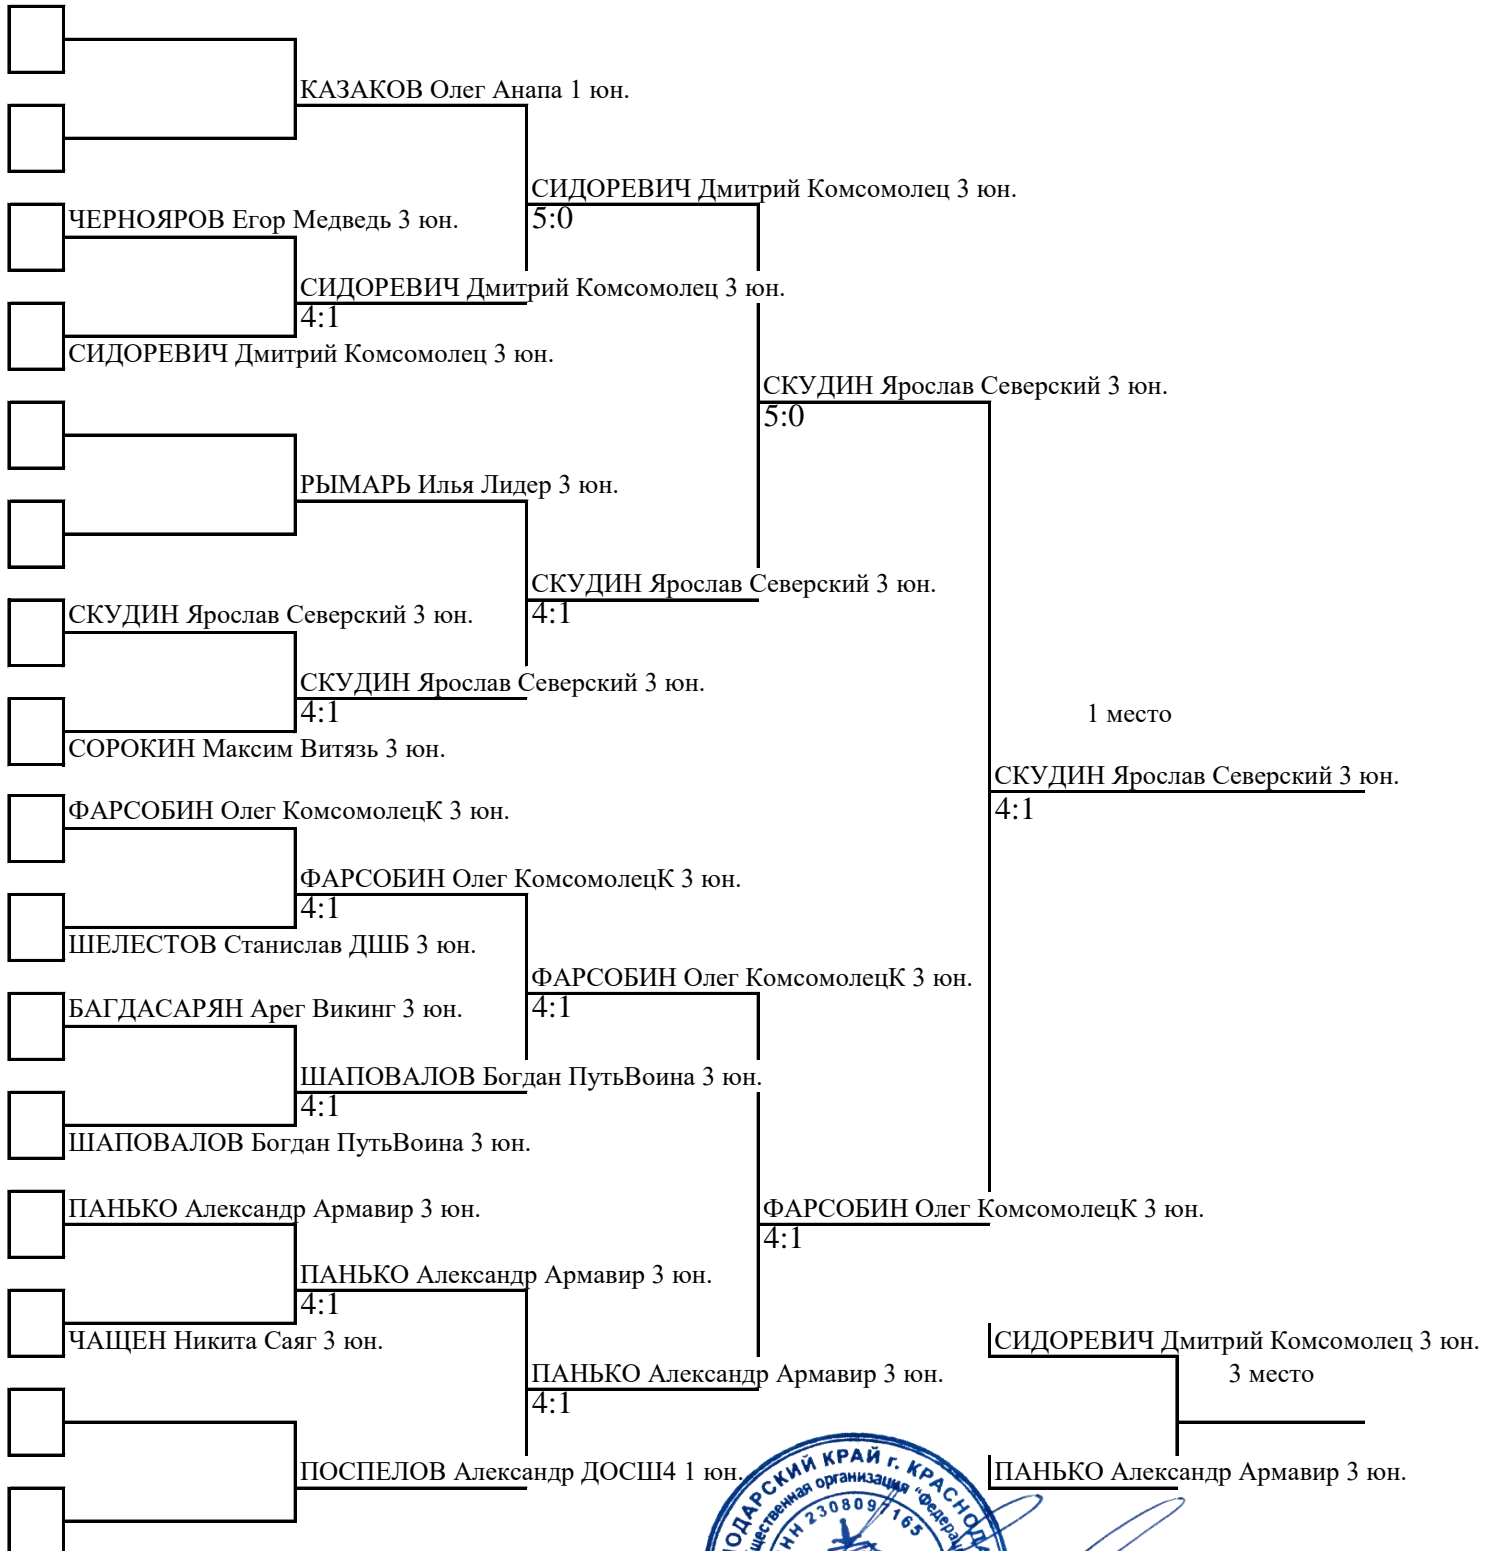 КАЗАКОВ Олег Анапа 1 юн.
СИДОРЕВИЧ Дмитрий Комсомолец 3 юн.
5:0
ЧЕРНОЯРОВ Егор Медведь 3 юн.
СИДОРЕВИЧ Дмитрий Комсомолец 3 юн.
4:1
СИДОРЕВИЧ Дмитрий Комсомолец 3 юн.
СКУДИН Ярослав Северский 3 юн.
5:0
РЫМАРЬ Илья Лидер 3 юн.
СКУДИН Ярослав Северский 3 юн.
4:1
СКУДИН Ярослав Северский 3 юн.
СКУДИН Ярослав Северский 3 юн.
4:1
1 место
СОРОКИН Максим Витязь 3 юн.
СКУДИН Ярослав Северский 3 юн.
4:1
ФАРСОБИН Олег КомсомолецК 3 юн.
ФАРСОБИН Олег КомсомолецК 3 юн.
4:1
ШЕЛЕСТОВ Станислав ДШБ 3 юн.
ФАРСОБИН Олег КомсомолецК 3 юн.
4:1
БАГДАСАРЯН Арег Викинг 3 юн.
ШАПОВАЛОВ Богдан ПутьВоина 3 юн.
4:1
ШАПОВАЛОВ Богдан ПутьВоина 3 юн.
ПАНЬКО Александр Армавир 3 юн.
ФАРСОБИН Олег КомсомолецК 3 юн.
4:1
ПАНЬКО Александр Армавир 3 юн.
4:1
ЧАЩЕН Никита Саяг 3 юн.
СИДОРЕВИЧ Дмитрий Комсомолец 3 юн.
ПАНЬКО Александр Армавир 3 юн.
4:1
3 место
ПОСПЕЛОВ Александр ДОСШ4 1 юн.
ПАНЬКО Александр Армавир 3 юн.
КРАЙ г.
организация
2308097165